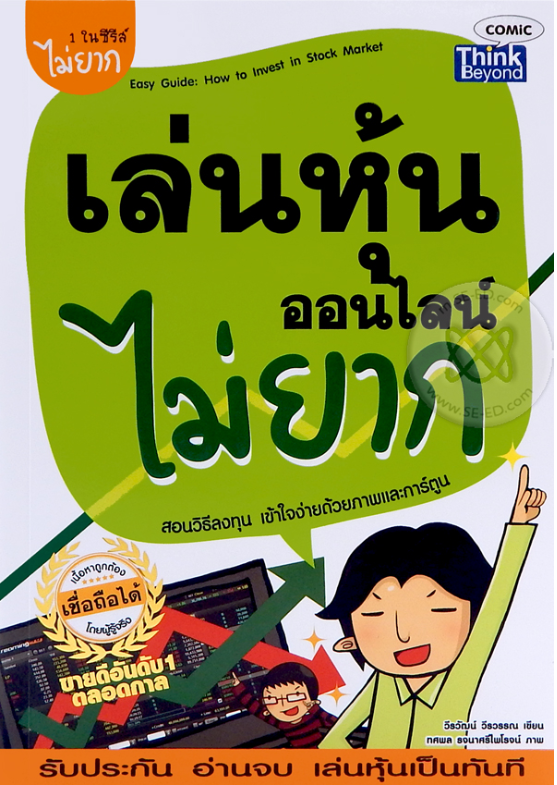 1 ในซีรีส์
ไม่ยาก
COMiC
Think
Beyond
Easy Guide: How to Invest in Stock Market
เล่นหุ้น
ออนไลน์
ไม่ยาก
SE-ED.com
WWW.SE-ED.com
สอนวิธีลงทุน เข้าใจง่ายด้วยภาพและการ์ตูน
เนื้อหาถูกต้อง
เชื่อถือได้
โดยผู้รู้จริง
ขายดีอันดับ1
ตลอดกาล
วีรวัฒน์ วีรวรรณ เขียน
ทศพล รจนาศรีไพโรจน์ ภาพ
รับประกัน อ่านจบ เล่นหุ้นเป็นทันที